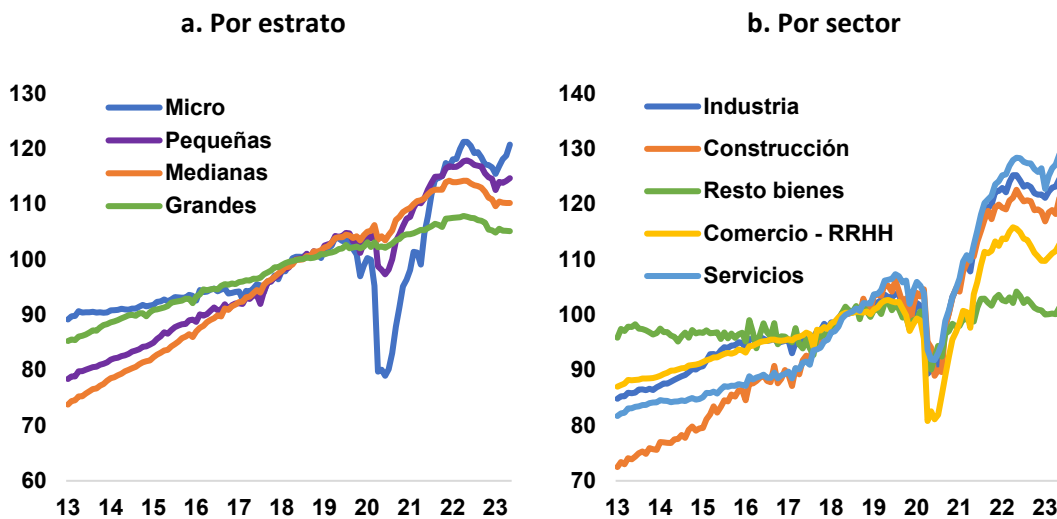 a. Por estrato
130
120
110
100
90
80
70
60
Micro
Pequeñas
Medianas
Grandes
13 14 15 16 17 18 19 20 21 22 23
b. Por sector
140
130
120
110
100
90
80
70
Industria
Construcción
Resto bienes
Comercio - RRHH
Servicios
13 14 15 16 17 18 19 20 21 22 23